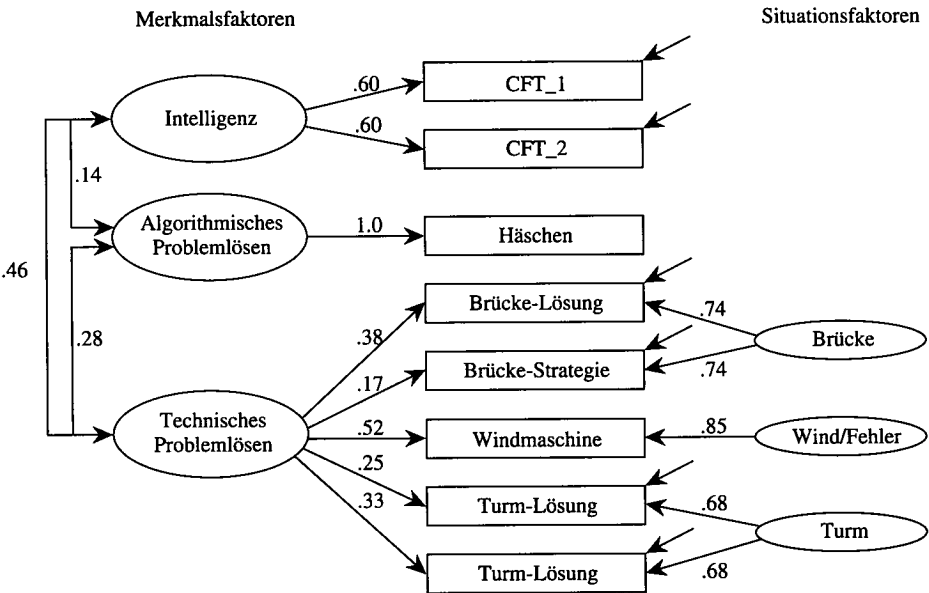 Merkmalsfaktoren
Situationsfaktoren
Intelligenz
.60
CFT_1
.60
CFT_2
.14
Algorithmisches
Problemlösen
1.0
Häschen
.46
.28
Brücke-Lösung
.74
Brücke
.38
Brücke-Strategie
.74
.17
Technisches
Problemlösen
.52
Windmaschine
.85
Wind/Fehler
.25
Turm-Lösung
.68
Turm
.33
Turm-Lösung
.68